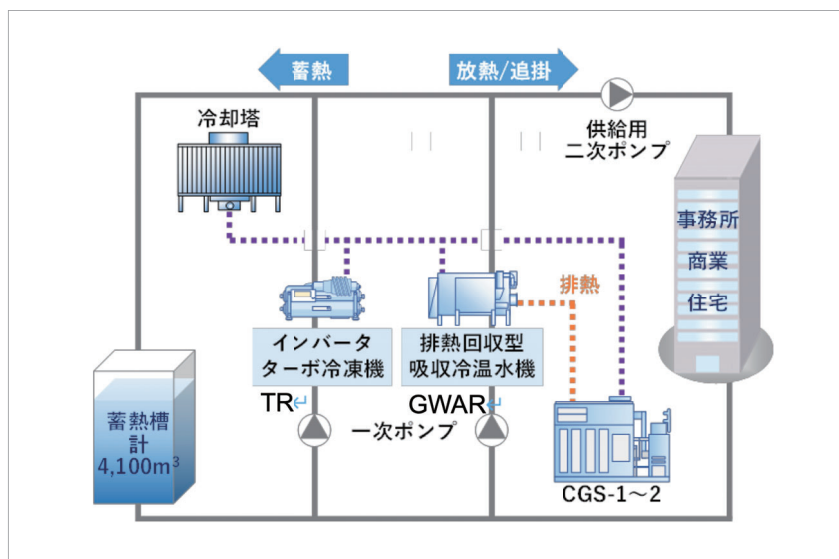 蓄熱
放熱/追掛
冷却塔
供給用
二次ポンプ
事務所
商業
住宅
排熱
インバータ
ターボ冷凍機
排熱回収型
吸収冷温水機
TR↵
GWAR↵
一次ポンプ
蓄熱槽
計
4,100m³
CGS-1～2